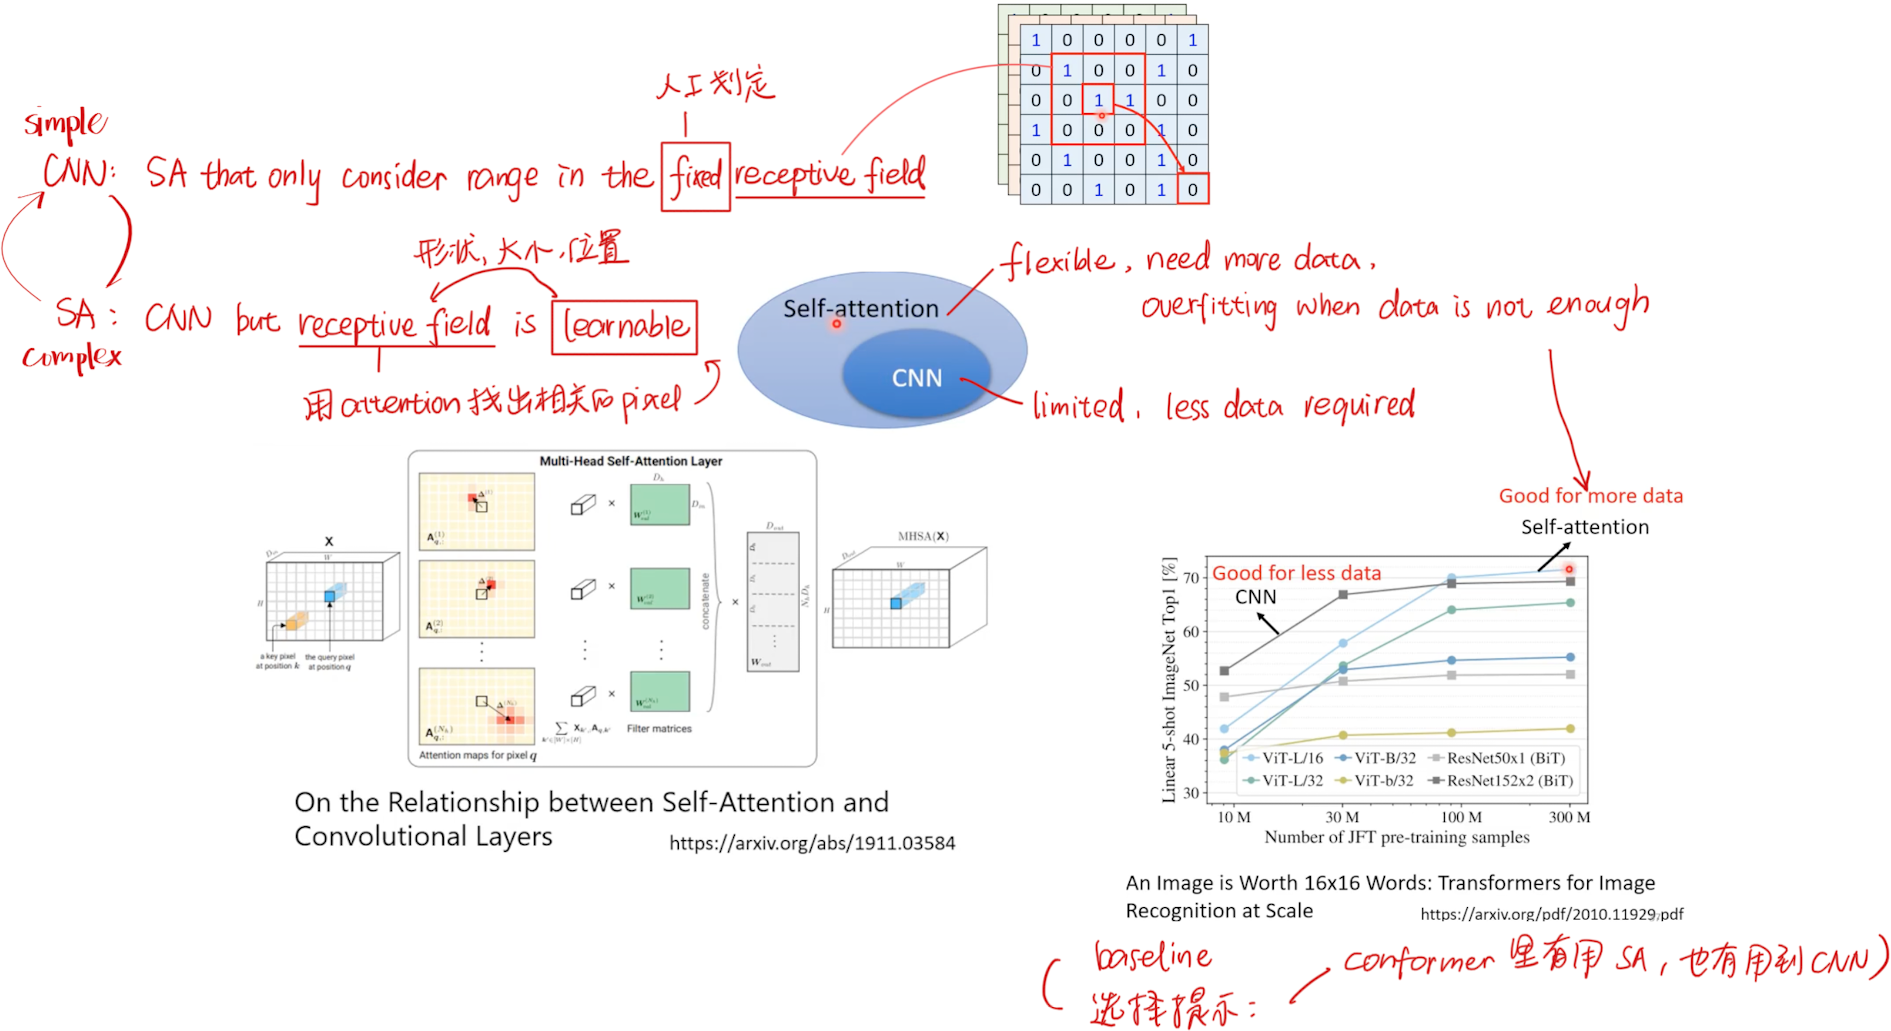 1 0 0 0 0 1
0 1 0 0 1 0
0 0 1 1 0 0
1 0 0 0 1 0
0 1 0 0 1 0
0 0 1 0 1 0
人工划定
simple
CNN: SA that only consider range in the fixed receptive field
形状,大小,位置
SA: CNN but receptive field is learnable
complex
用attention找出相关的pixel
Self-attention
CNN
flexible, need more data,
overfitting when data is not enough
limited, less data required
Multi-Head Self-Attention Layer
X
W
H
a key pixel
at position k
the query pixel
at position q
Attention maps for pixel q
Filter matrices
concatenate
MHSA(X)
W
H
On the Relationship between Self-Attention and
Convolutional Layers
https://arxiv.org/abs/1911.03584
Good for more data
Self-attention
Good for less data
CNN
Linear 5-shot ImageNet Top1 [%]
70
60
50
40
30
ViT-L/16 ViT-B/32 ResNet50x1 (BiT)
ViT-L/32 ViT-b/32 ResNet152x2 (BiT)
10 M 30 M 100 M 300 M
Number of JFT pre-training samples
An Image is Worth 16x16 Words: Transformers for Image
Recognition at Scale
https://arxiv.org/pdf/2010.11929.pdf
(baseline
选择提示:
conformer 里有用 SA, 也有用到 CNN)